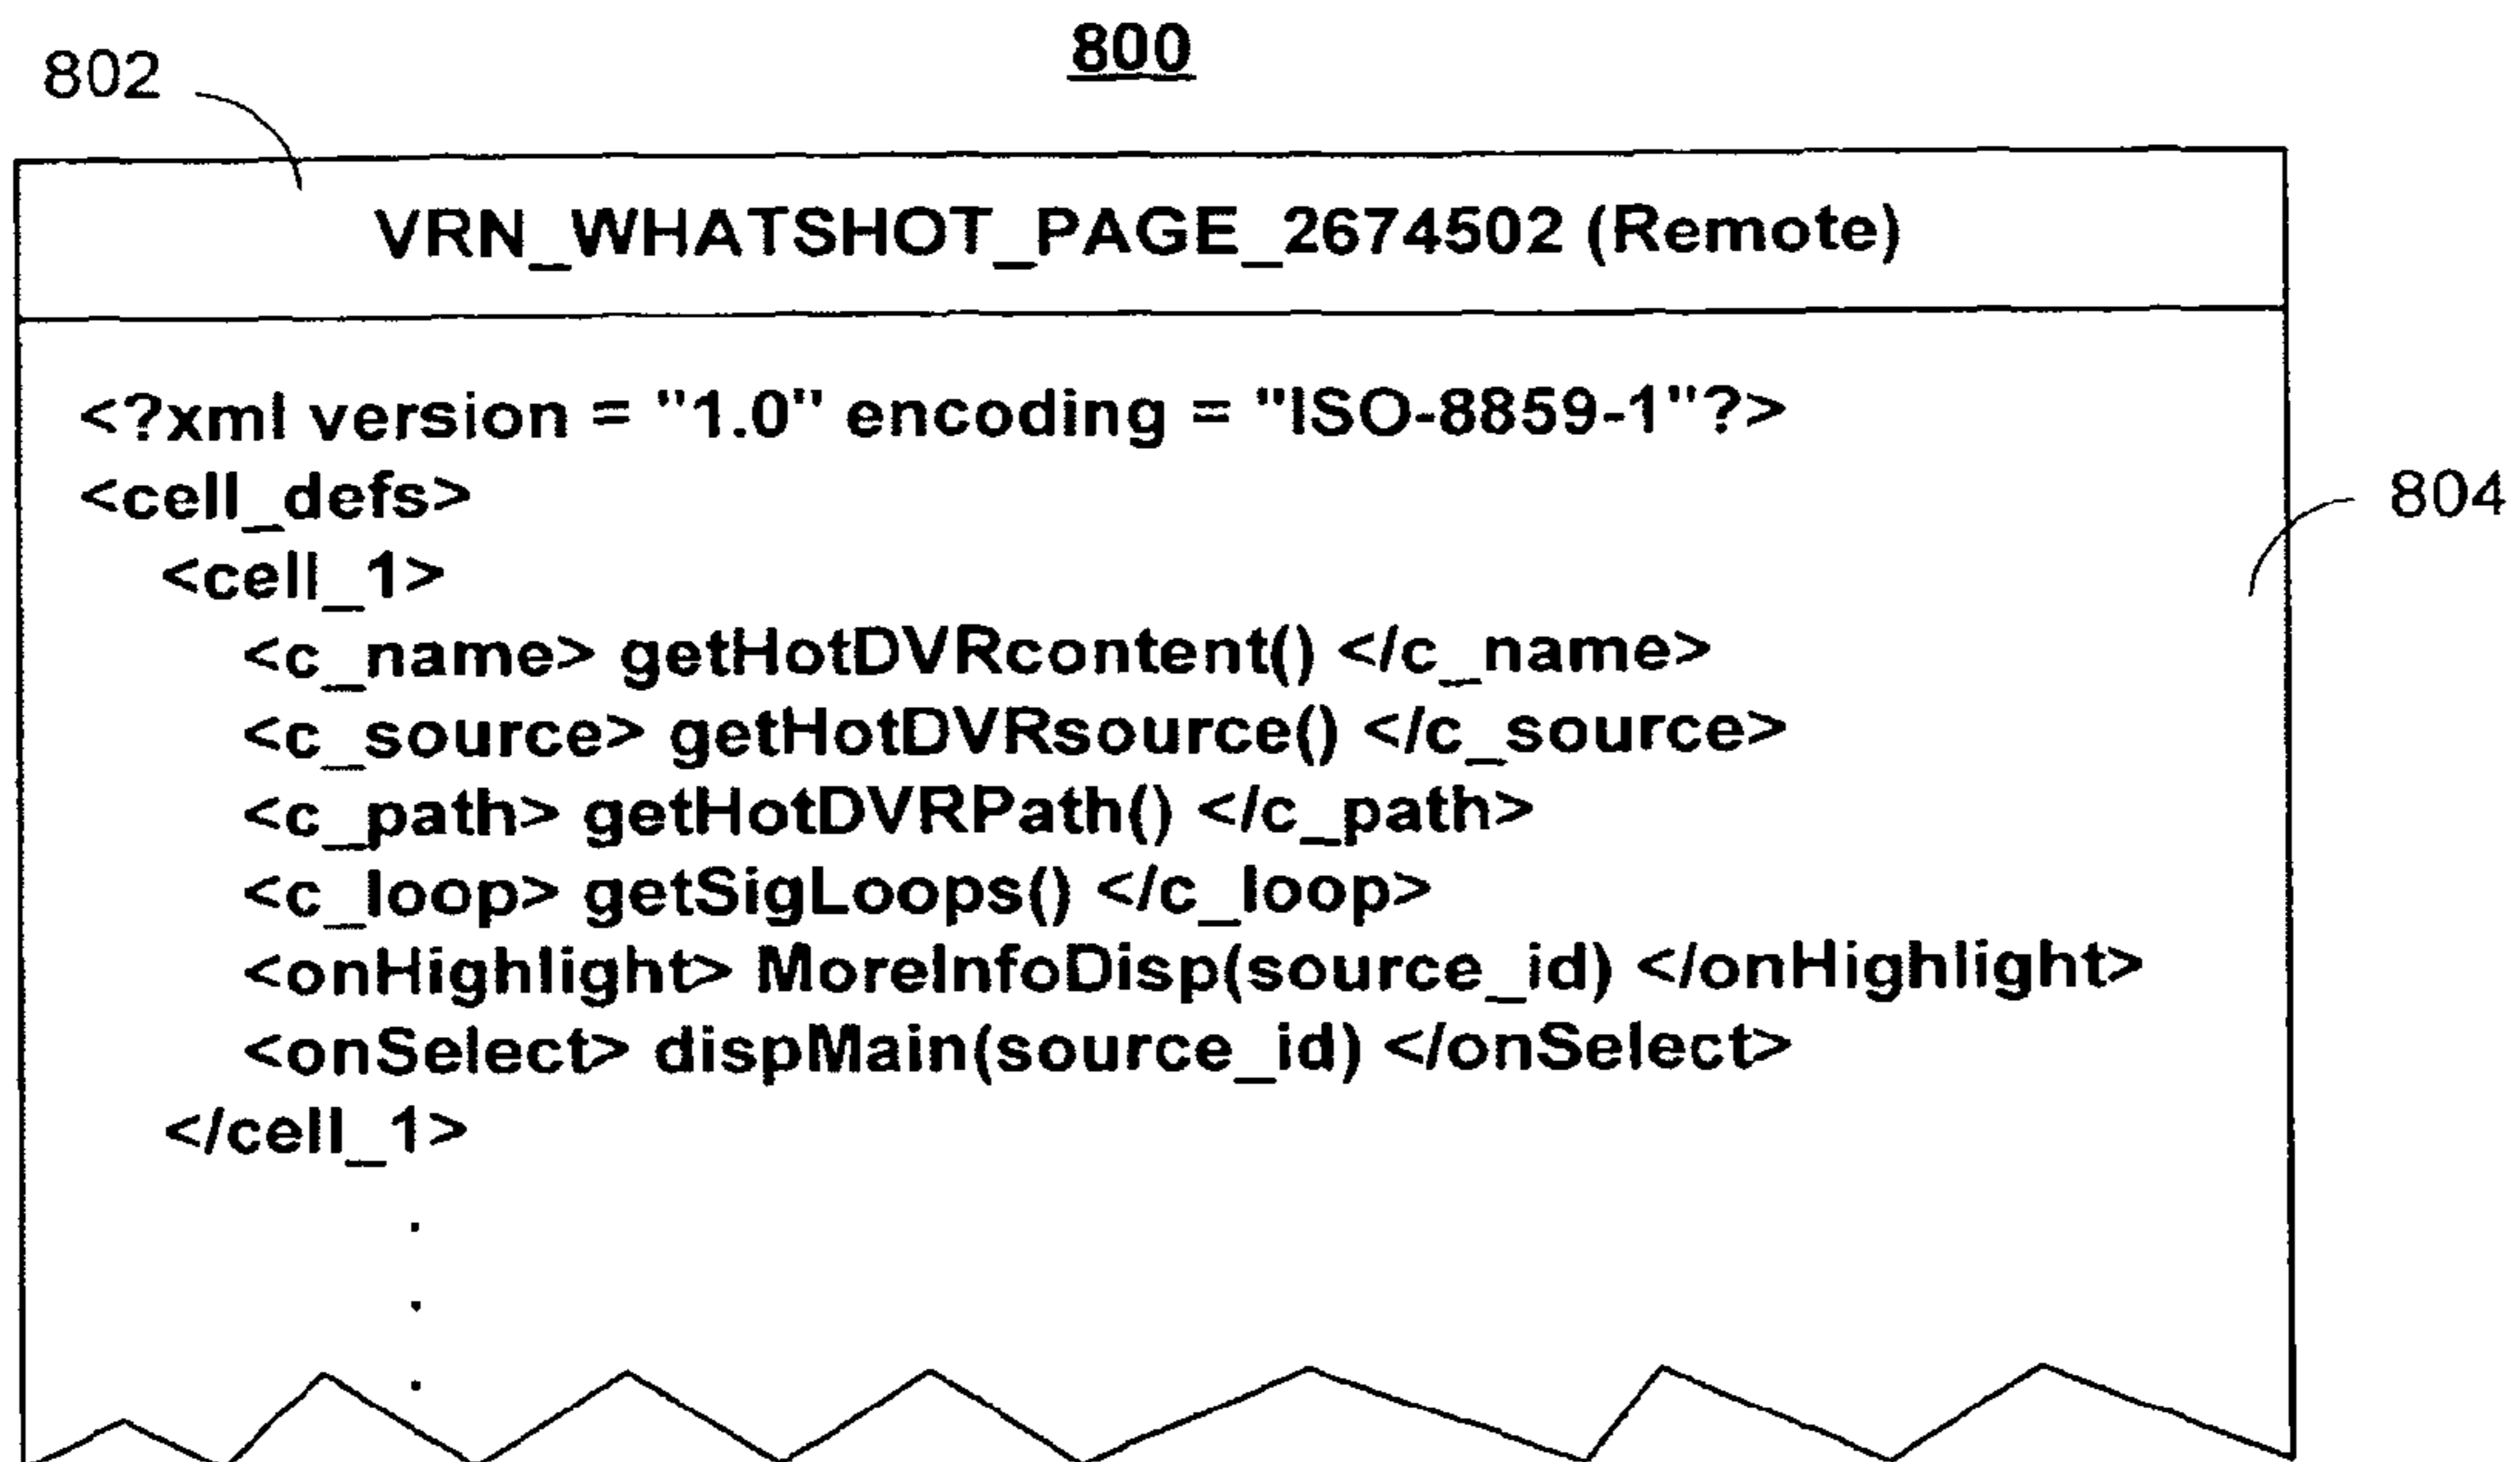 800
802
VRN_WHATSHOT_PAGE_2674502 (Remote)
<?xml version = "1.0" encoding = "ISO-8859-1"?>
<cell_defs>
<cell_1>
<c_name> getHotDVRcontent() </c_name>
<c_source> getHotDVRsource() </c_source>
<c_path> getHotDVRPath() </c_path>
<c_loop> getSigLoops() </c_loop>
<onHighlight> MoreInfoDisp(source_id) </onHighlight>
<onSelect> dispMain(source_id) </onSelect>
</cell_1>
.
.
.
804